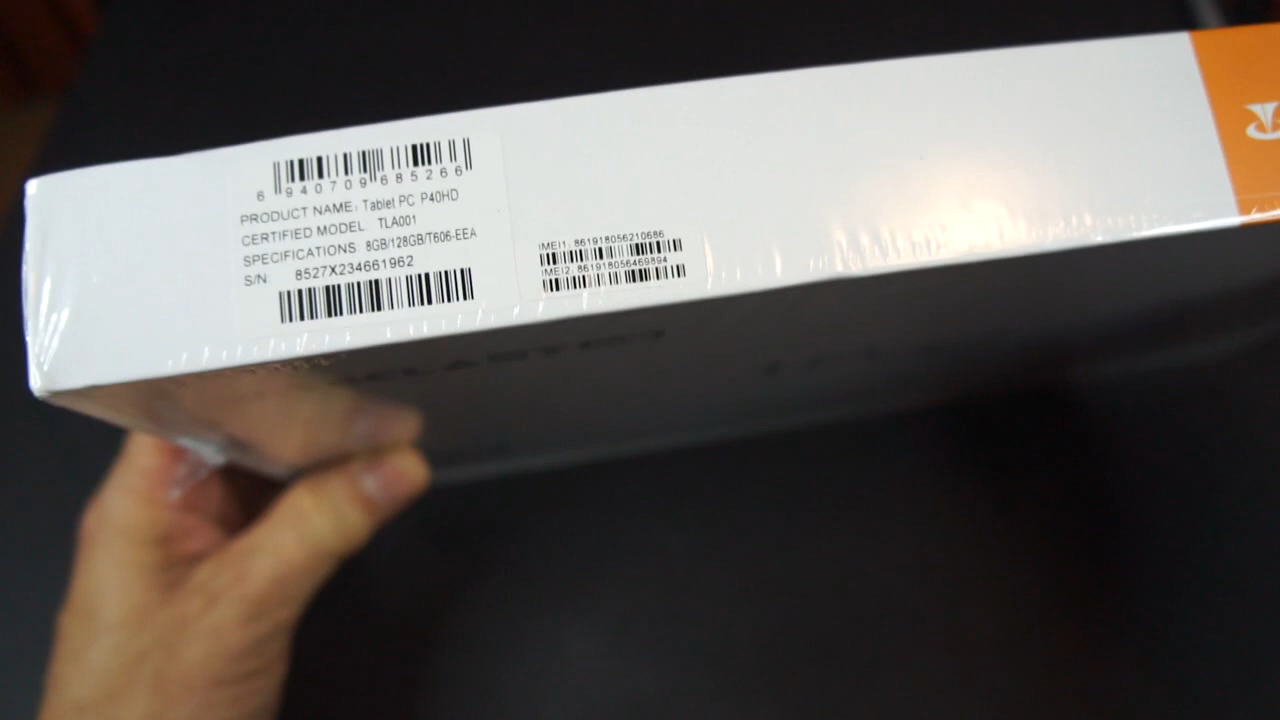 6 940709 685266
PRODUCT NAME: Tablet PC P40HD
CERTIFIED MODEL: TLA001
SPECIFICATIONS: 8GB/128GB/T606-EEA
S/N: 8527X234661962
IMEI1: 861918056210686
IMEI2: 861918056469894